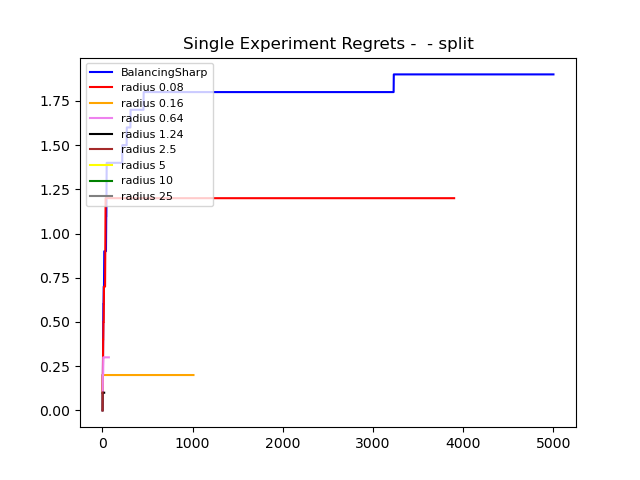 Single Experiment Regrets -  - split
BalancingSharp
radius 0.08
radius 0.16
radius 0.64
radius 1.24
radius 2.5
radius 5
radius 10
radius 25
1.75
1.50
1.25
1.00
0.75
0.50
0.25
0.00
0 1000 2000 3000 4000 5000